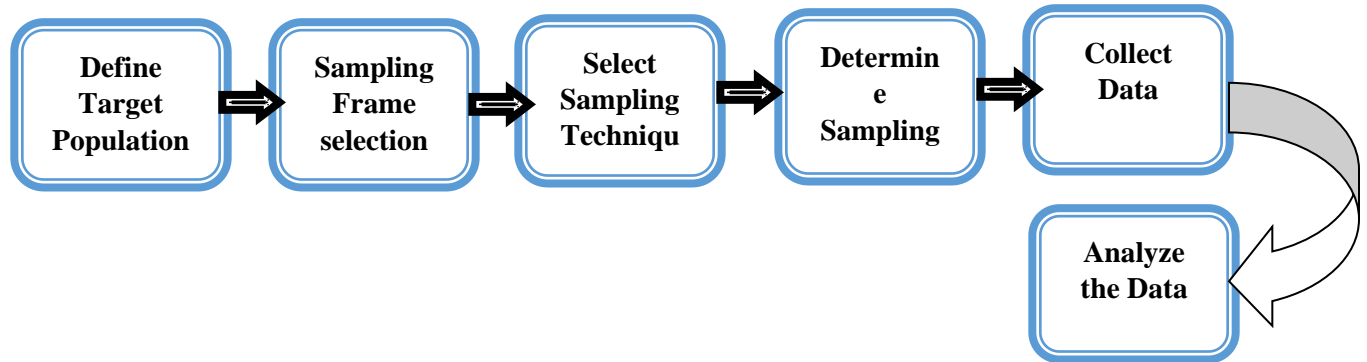 Define
Target
Population
Sampling
Frame
selection
Select
Sampling
Techniqu
Determin
e
Sampling
Collect
Data
Analyze
the Data